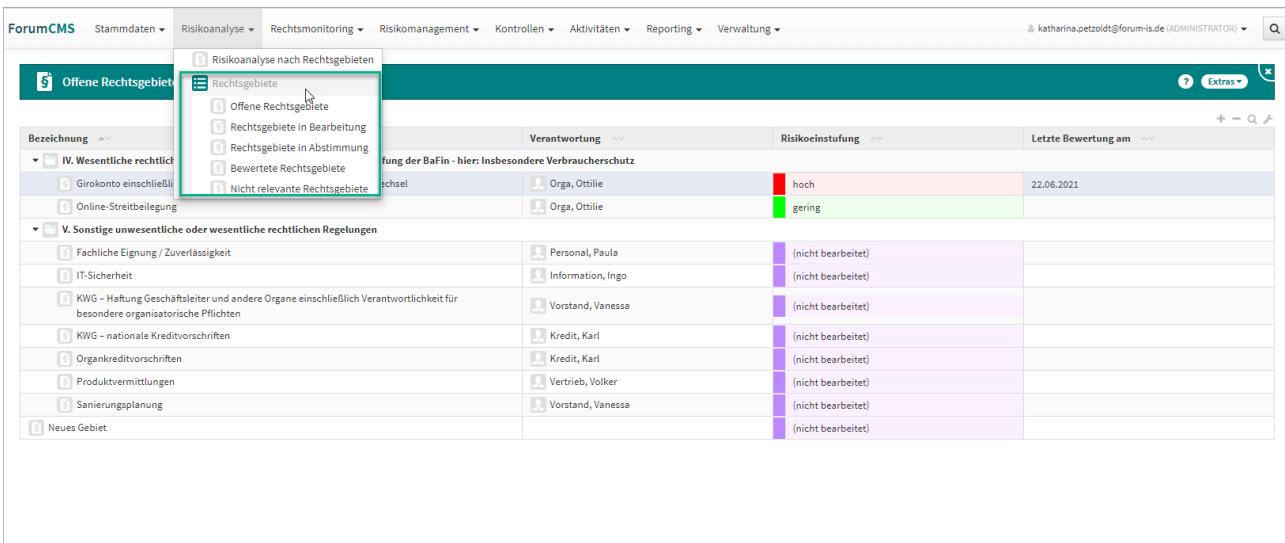 ForumCMS Stammdaten Risikoanalyse Rechtsmonitoring Risikomanagement Kontrollen Aktivitäten Reporting Verwaltung katharina.petzoldt@forum-is.de (ADMINISTRATOR)
Risikoanalyse nach Rechtsgebieten
Offene Rechtsgebiet ? Extras
Rechtsgebiete
Offene Rechtsgebiete
Rechtsgebiete in Bearbeitung
Rechtsgebiete in Abstimmung
Bewertete Rechtsgebiete
Nicht relevante Rechtsgebiete
Bezeichnung Verantwortung Risikoeinstufung Letzte Bewertung am
IV. Wesentliche rechtlic fung der BaFin - hier: Insbesondere Verbraucherschutz
Girokonto einschließli echsel Orga, Ottilie hoch 22.06.2021
Online-Streitbeilegung Orga, Ottilie gering
V. Sonstige unwesentliche oder wesentliche rechtlichen Regelungen
Fachliche Eignung / Zuverlässigkeit Personal, Paula (nicht bearbeitet)
IT-Sicherheit Information, Ingo (nicht bearbeitet)
KWG – Haftung Geschäftsleiter und andere Organe einschließlich Verantwortlichkeit für
besondere organisatorische Pflichten Vorstand, Vanessa (nicht bearbeitet)
KWG – nationale Kreditvorschriften Kredit, Karl (nicht bearbeitet)
Organkreditvorschriften Kredit, Karl (nicht bearbeitet)
Produktvermittlungen Vertrieb, Volker (nicht bearbeitet)
Sanierungsplanung Vorstand, Vanessa (nicht bearbeitet)
Neues Gebiet (nicht bearbeitet)